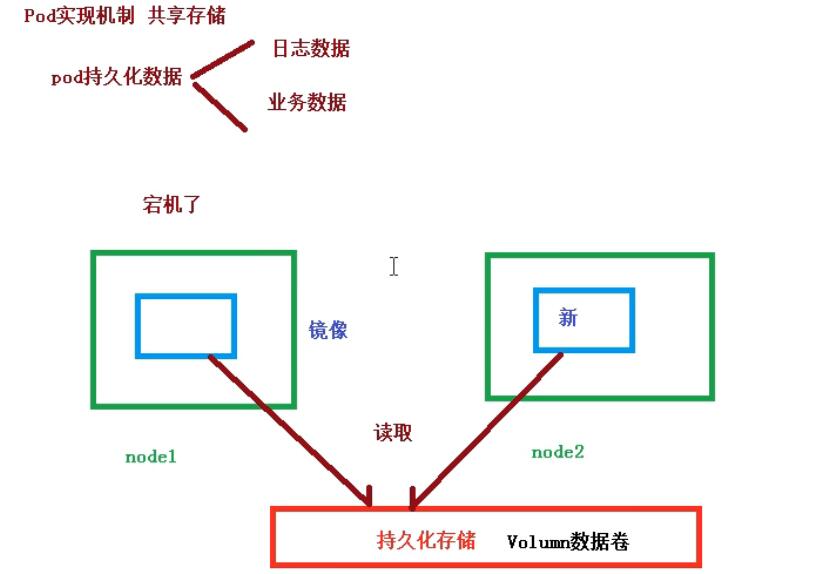 Pod实现机制 共享存储
日志数据
pod持久化数据
业务数据
宕机了
新
镜像
读取
node1
node2
持久化存储 Volumn数据卷